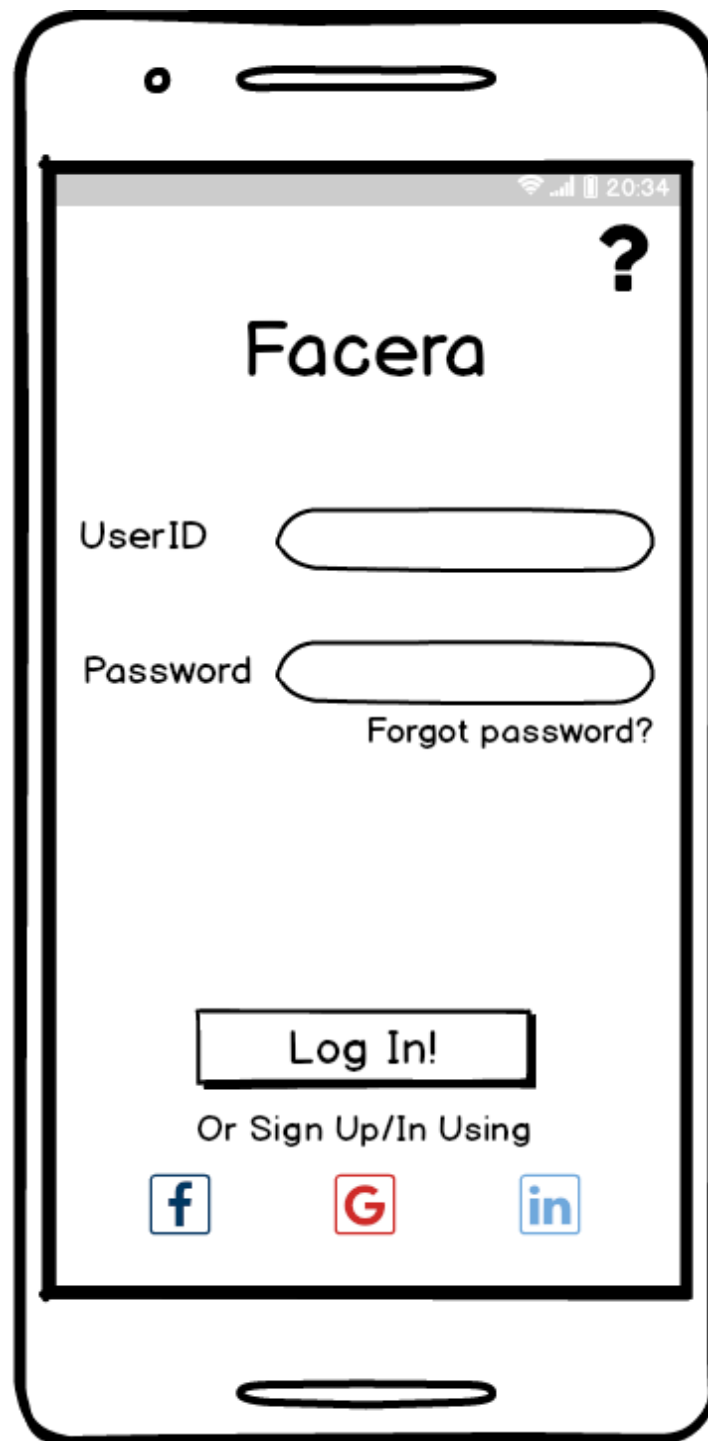 20:34
?
Facera
UserID
Password
Forgot password?
Log In!
Or Sign Up/In Using
f G in